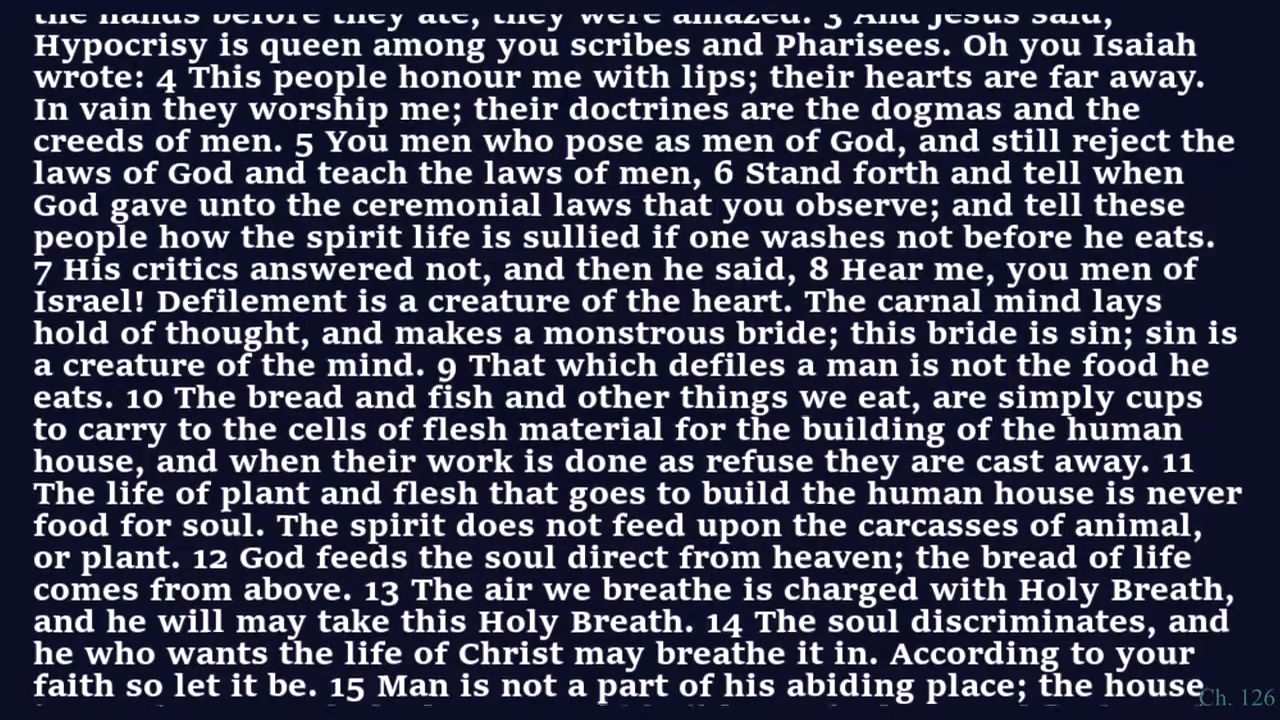 the hands before they ate, they were amazed. 3 And Jesus said,
Hypocrisy is queen among you scribes and Pharisees. Oh you Isaiah
wrote: 4 This people honour me with lips; their hearts are far away.
In vain they worship me; their doctrines are the dogmas and the
creeds of men. 5 You men who pose as men of God, and still reject the
laws of God and teach the laws of men, 6 Stand forth and tell when
God gave unto the ceremonial laws that you observe; and tell these
people how the spirit life is sullied if one washes not before he eats.
7 His critics answered not, and then he said, 8 Hear me, you men of
Israel! Defilement is a creature of the heart. The carnal mind lays
hold of thought, and makes a monstrous bride; this bride is sin; sin is
a creature of the mind. 9 That which defiles a man is not the food he
eats. 10 The bread and fish and other things we eat, are simply cups
to carry to the cells of flesh material for the building of the human
house, and when their work is done as refuse they are cast away. 11
The life of plant and flesh that goes to build the human house is never
food for soul. The spirit does not feed upon the carcasses of animal,
or plant. 12 God feeds the soul direct from heaven; the bread of life
comes from above. 13 The air we breathe is charged with Holy Breath,
and he will may take this Holy Breath. 14 The soul discriminates, and
he who wants the life of Christ may breathe it in. According to your
faith so let it be. 15 Man is not a part of his abiding place; the house
Ch. 126